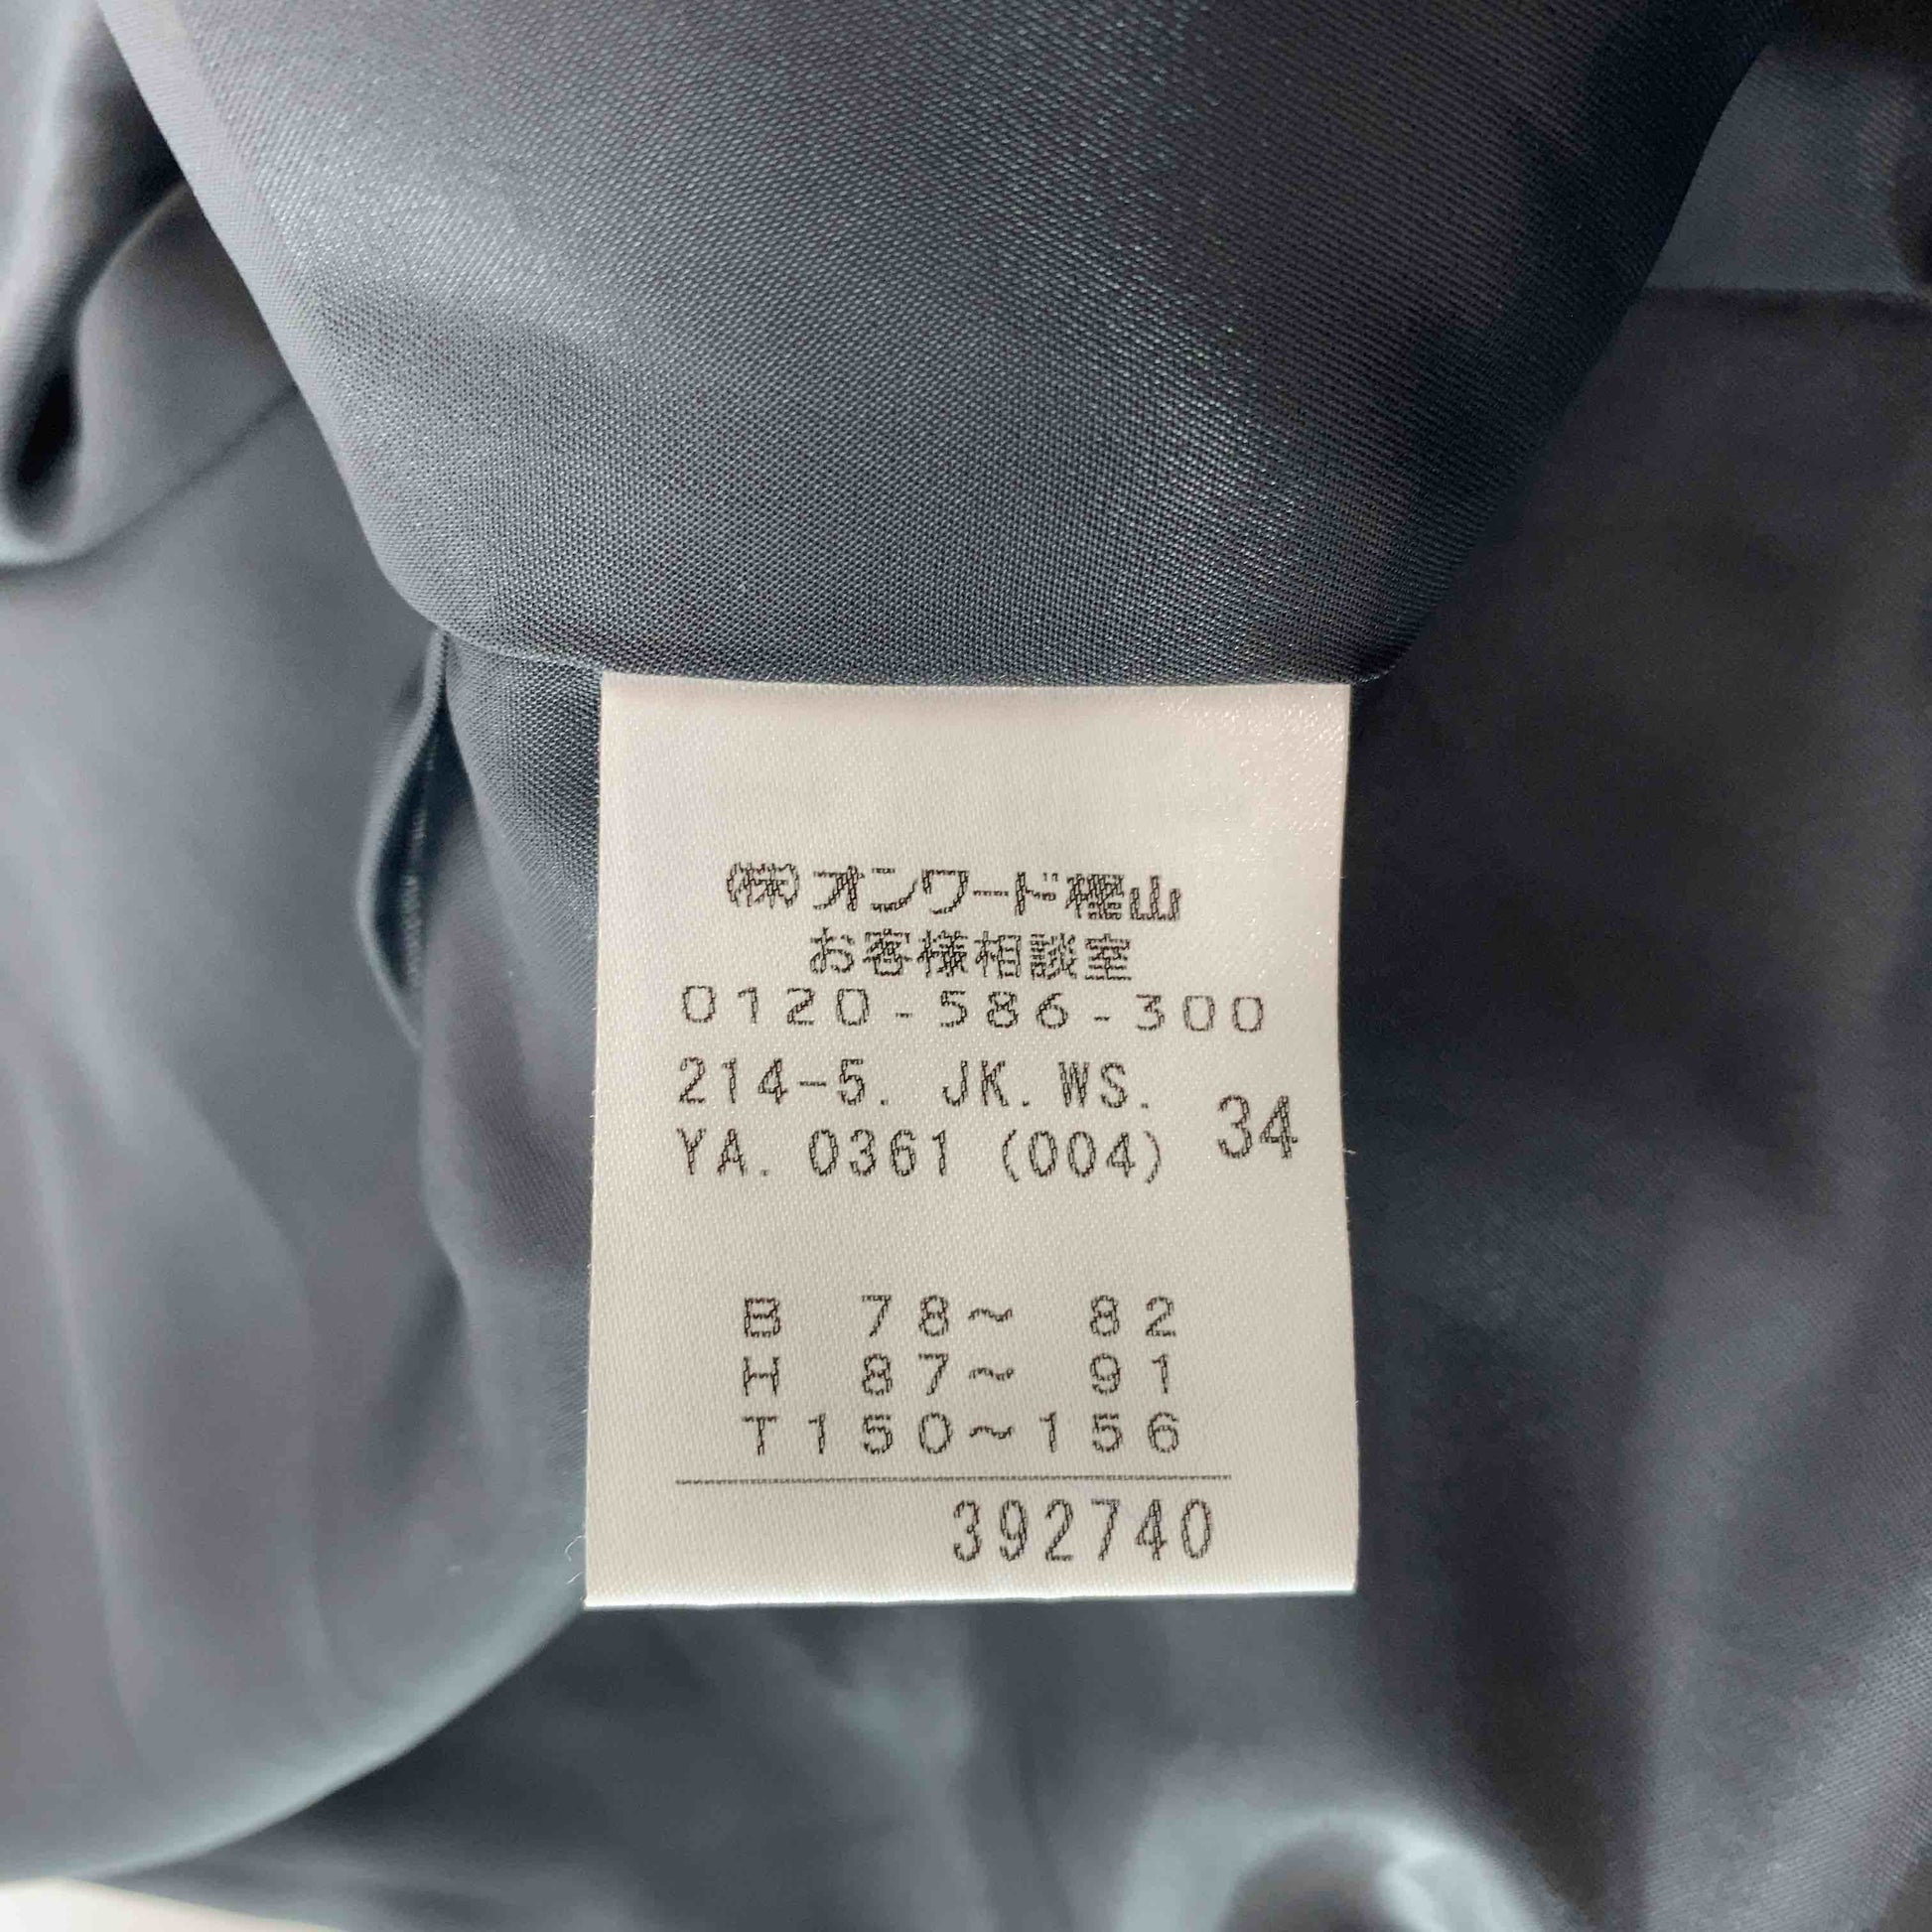 ㈱オンワード樫山
お客様相談室
0120-586-300
214-5. JK. WS.
YA. 0361 (004) 34
B 78～ 82
H 87～ 91
T150～156
392740